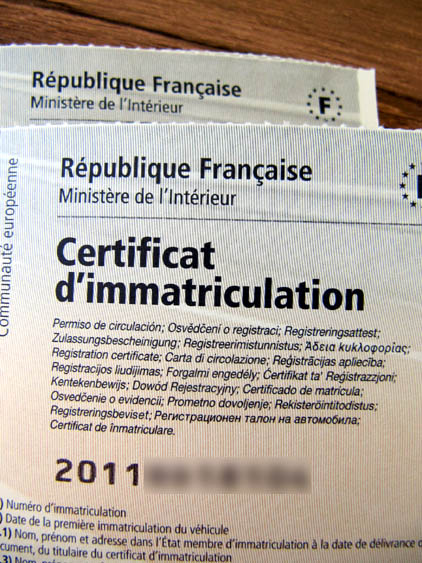 République Française
Ministère de l'Intérieur
F
République Française
Ministère de l'Intérieur
Communauté européenne
Certificat
d'immatriculation
Permiso de circulación; Osvědčení o registraci; Registreringsattest;
Zulassungsbescheinigung; Registreerimistunnistus; Άδεια κυκλοφορίας;
Registration certificate; Carta di circolazione; Reģistrācijas apliecība;
Registracijos liudijimas; Forgalmi engedély; Ċertifikat ta' Reġistrazzjoni;
Kentekenbewijs; Dowód Rejestracyjny; Certificado de matrícula;
Osvedčenie o evidencii; Prometno dovoljenje; Rekisteröintitodistus;
Registreringsbeviset; Регистрационен талон на автомобила;
Certificat de înmatriculare.
2011
) Numéro d'immatriculation
) Date de la première immatriculation du véhicule
.1) Nom, prénom et adresse dans l'État membre d'immatriculation à la date de délivrance
document, du titulaire du certificat d'immatriculation
.3)